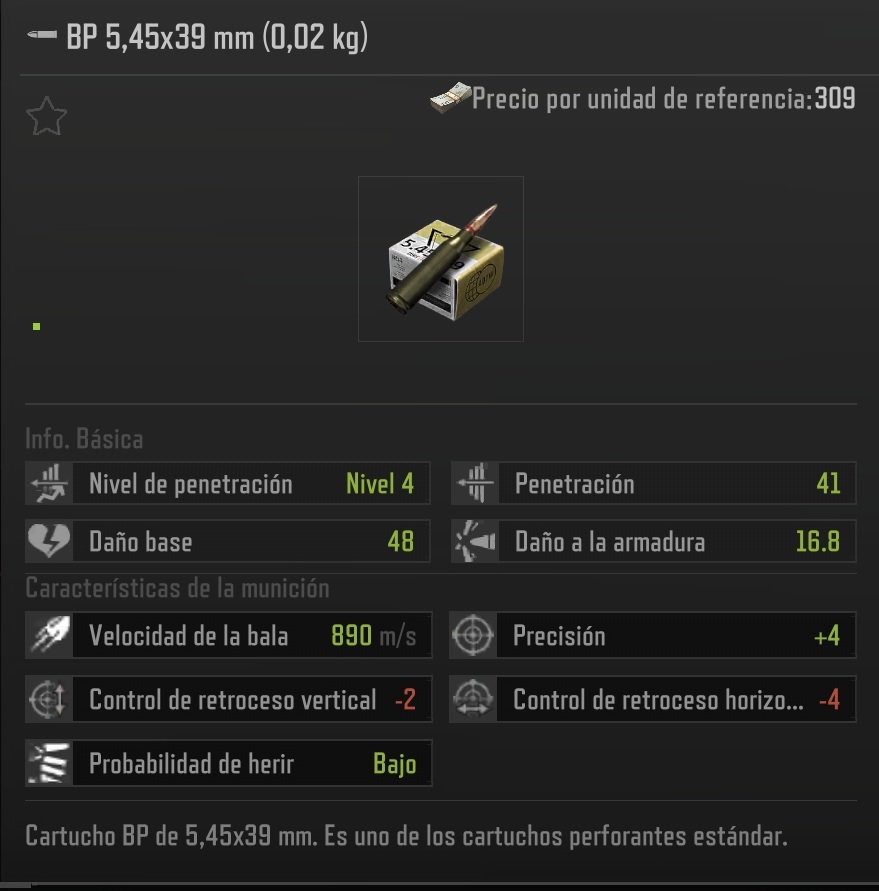 BP 5,45x39 mm (0,02 kg)
Precio por unidad de referencia:309
Info. Básica
Nivel de penetración Nivel 4
Penetración 41
Daño base 48
Daño a la armadura 16.8
Características de la munición
Velocidad de la bala 890 m/s
Precisión +4
Control de retroceso vertical -2
Control de retroceso horizo... -4
Probabilidad de herir Bajo
Cartucho BP de 5,45x39 mm. Es uno de los cartuchos perforantes estándar.